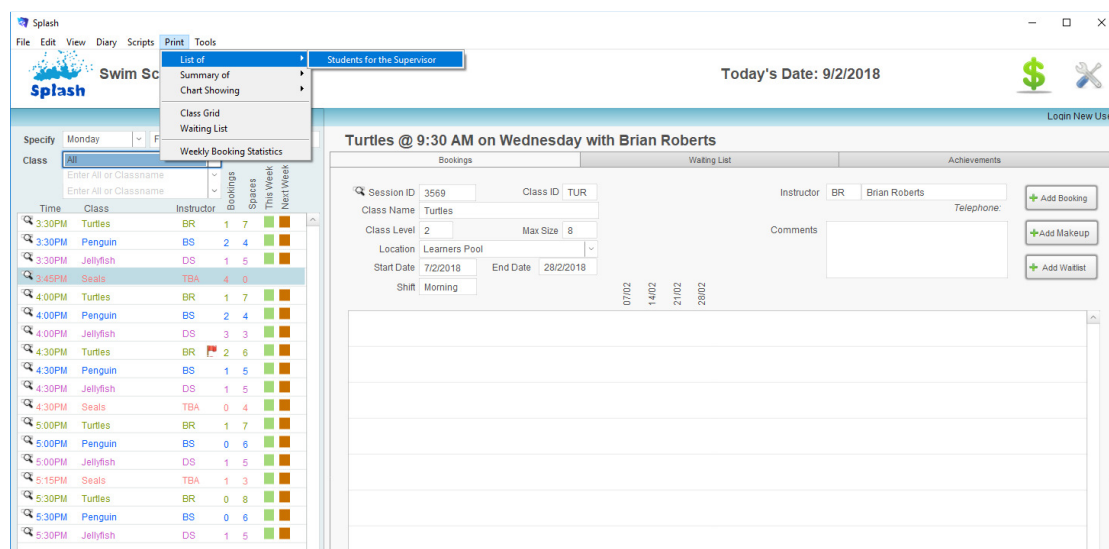 Splash
File Edit View Diary Scripts Print Tools
List of
Students for the Supervisor
Summary of
Chart Showing
Class Grid
Waiting List
Weekly Booking Statistics
Splash
Swim Sc
Today's Date: 9/2/2018
$
Login New Use
Specify Monday F
Class All
Enter All or Classname
Enter All or Classname
Time Class Instructor Bookings Spaces This Week Next Week
3:30PM Turtles BR 1 7
3:30PM Penguin BS 2 4
3:30PM Jellyfish DS 1 5
3:45PM Seals TBA 4 0
4:00PM Turtles BR 1 7
4:00PM Penguin BS 2 4
4:00PM Jellyfish DS 3 3
4:30PM Turtles BR 2 6
4:30PM Penguin BS 1 5
4:30PM Jellyfish DS 1 5
4:30PM Seals TBA 0 4
5:00PM Turtles BR 1 7
5:00PM Penguin BS 0 6
5:00PM Jellyfish DS 1 5
5:15PM Seals TBA 1 3
5:30PM Turtles BR 0 8
5:30PM Penguin BS 0 6
5:30PM Jellyfish DS 1 5
Turtles @ 9:30 AM on Wednesday with Brian Roberts
Bookings Waiting List Achievements
Session ID 3569 Class ID TUR Instructor BR Brian Roberts
Class Name Turtles Telephone:
Class Level 2 Max Size 8 Comments
Location Learners Pool
Start Date 7/2/2018 End Date 28/2/2018
Shift Morning
07/02 14/02 21/02 28/02
+ Add Booking
+Add Makeup
+ Add Waitlist